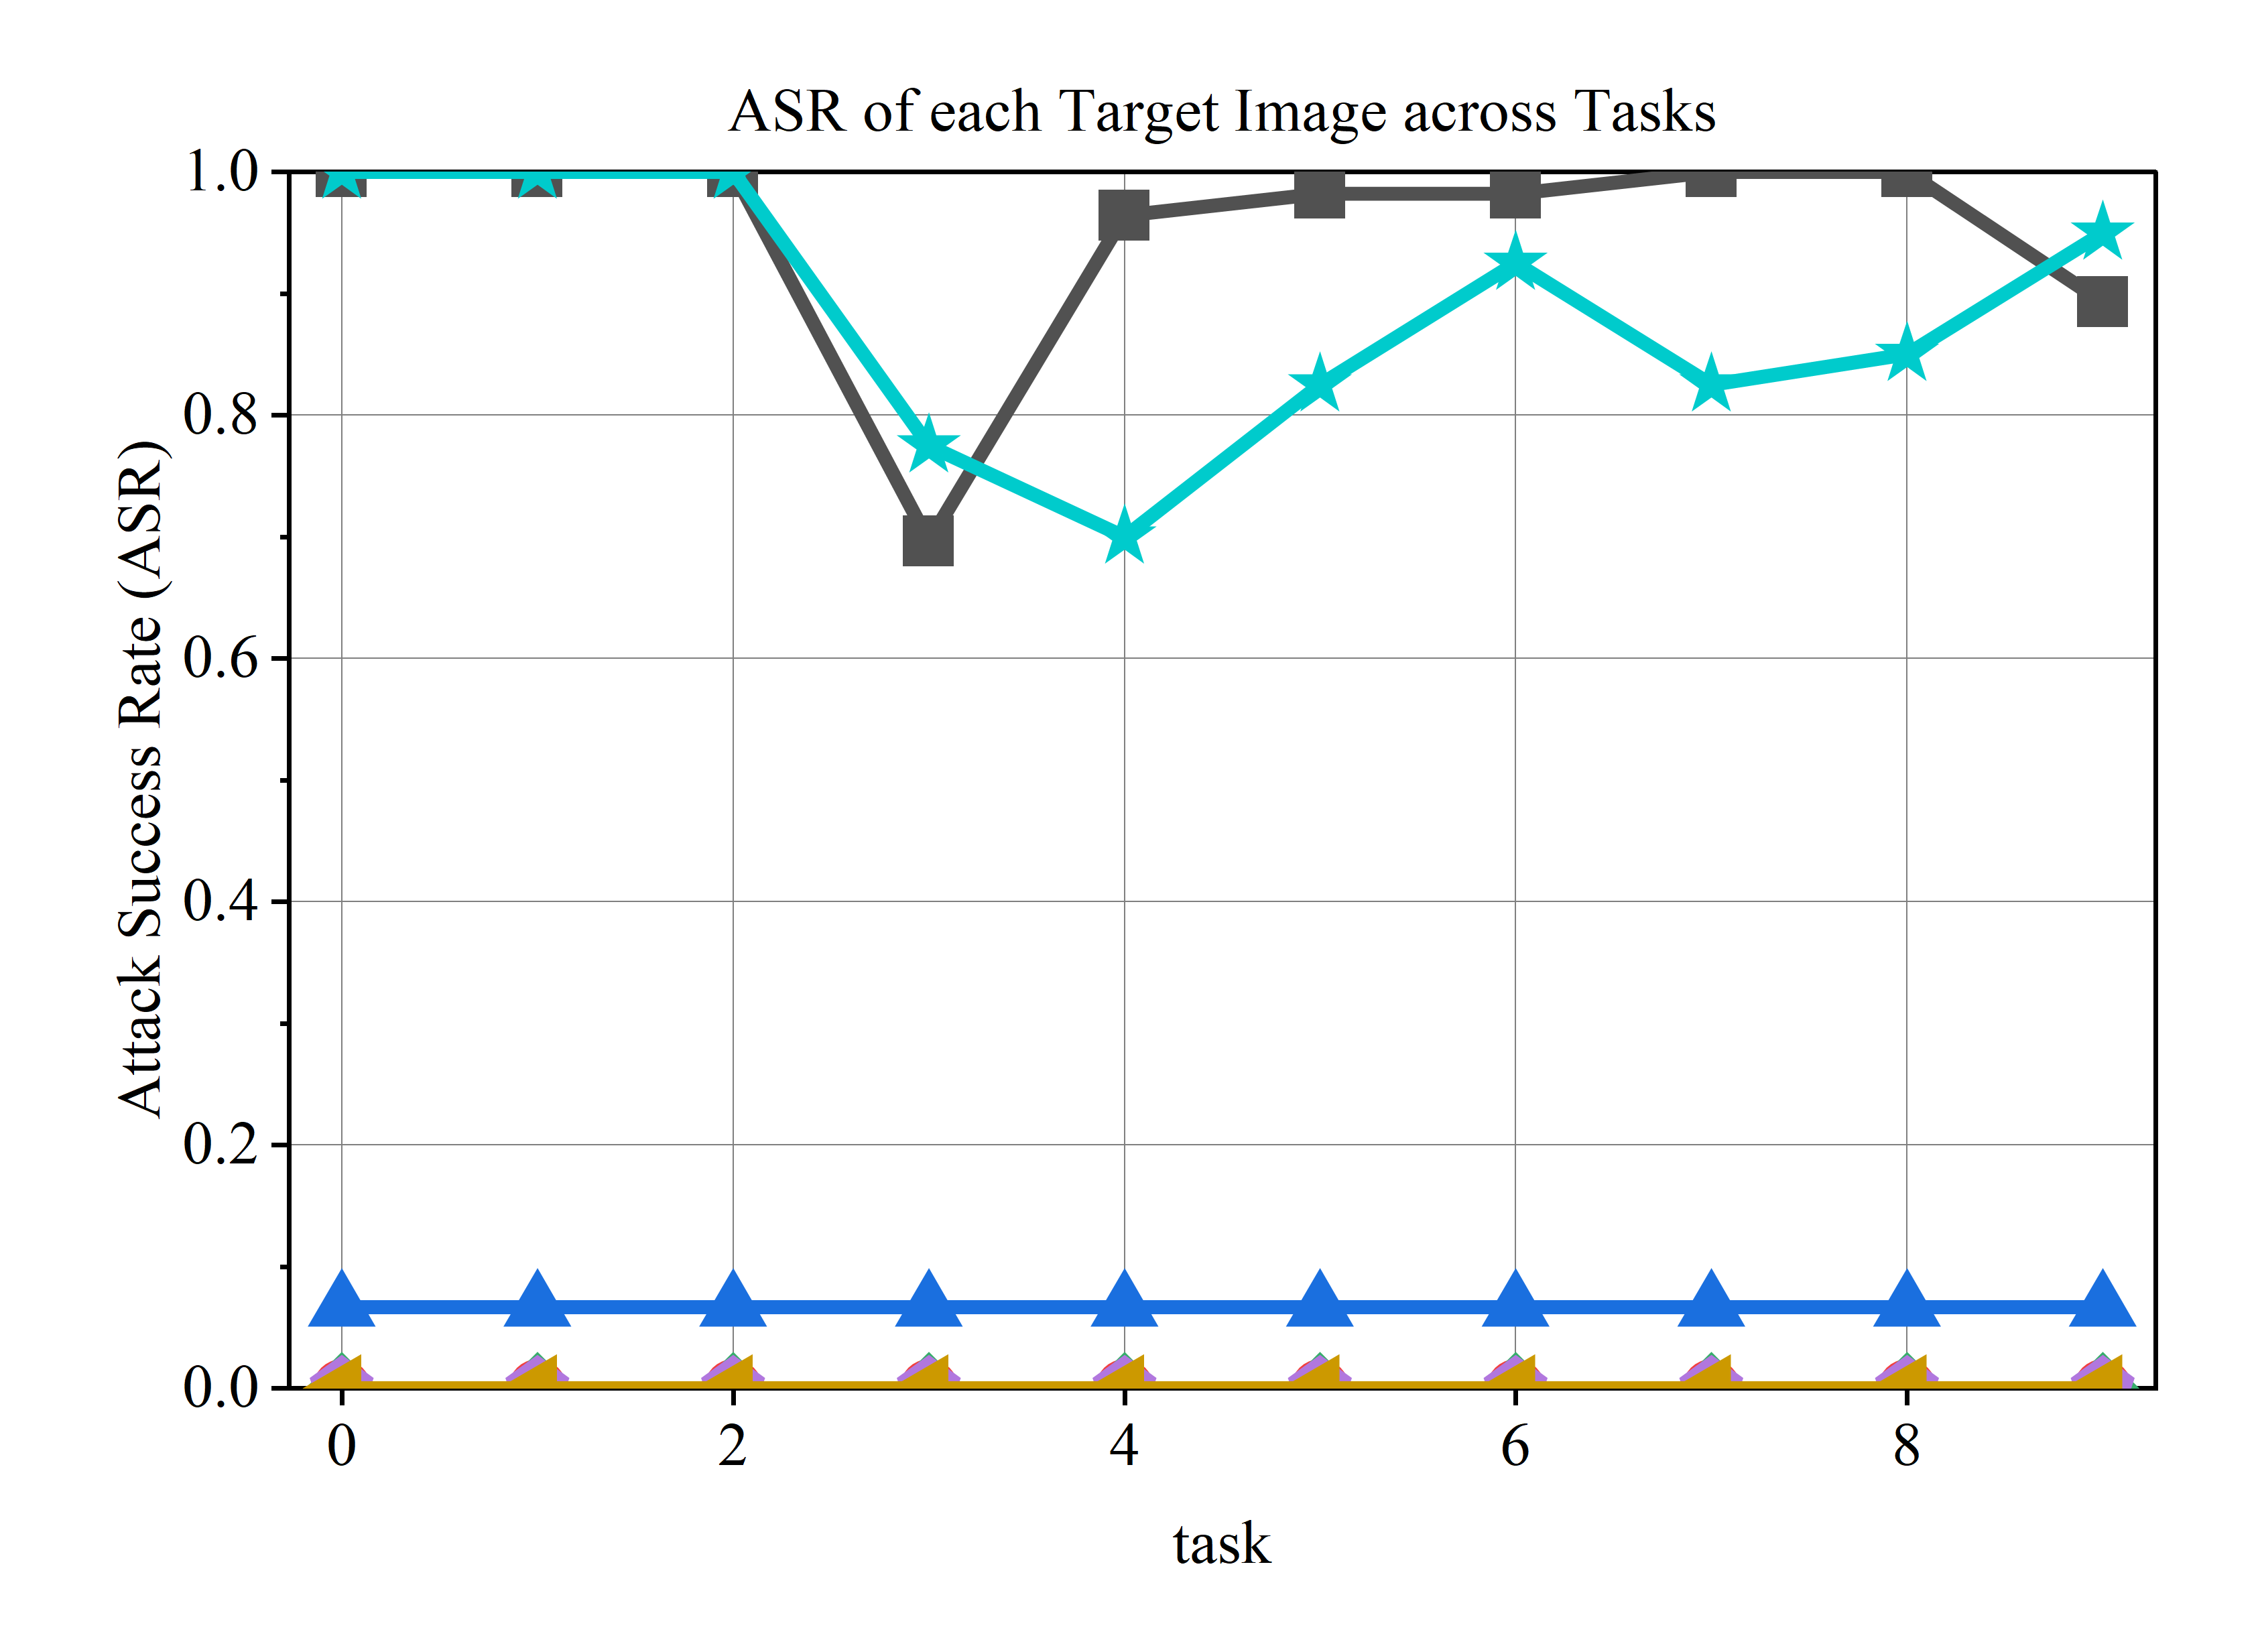 ASR of each Target Image across Tasks
Attack Success Rate (ASR)
1.0
0.8
0.6
0.4
0.2
0.0
0 2 4 6 8
task